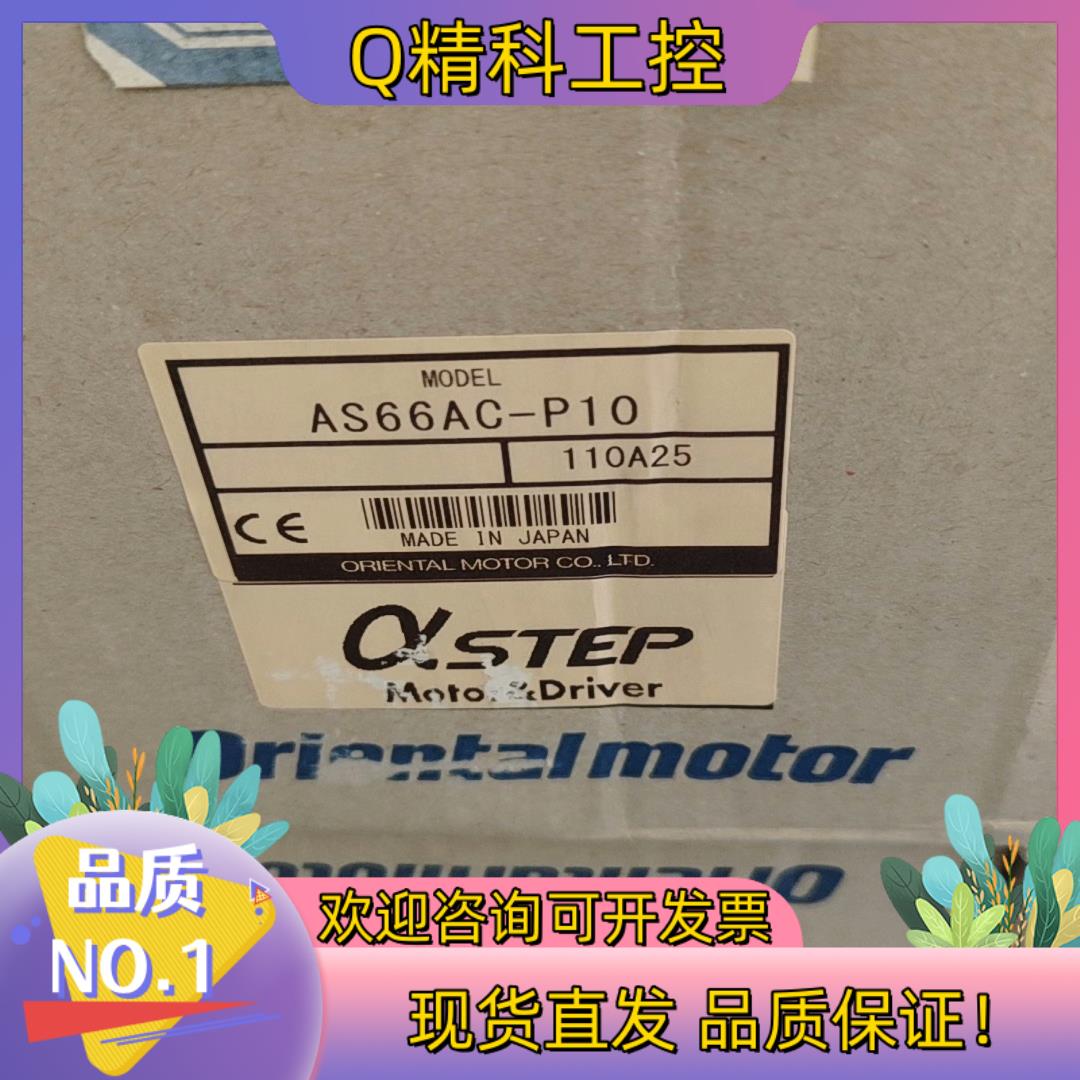 Q精科工控
MODEL
AS66AC-P10
110A25
CE
MADE IN JAPAN
ORIENTAL MOTOR CO., LTD.
αSTEP
Motor&Driver
Orientalmotor
Orientalmotor
品质
NO.1
欢迎咨询可开发票
现货直发 品质保证!